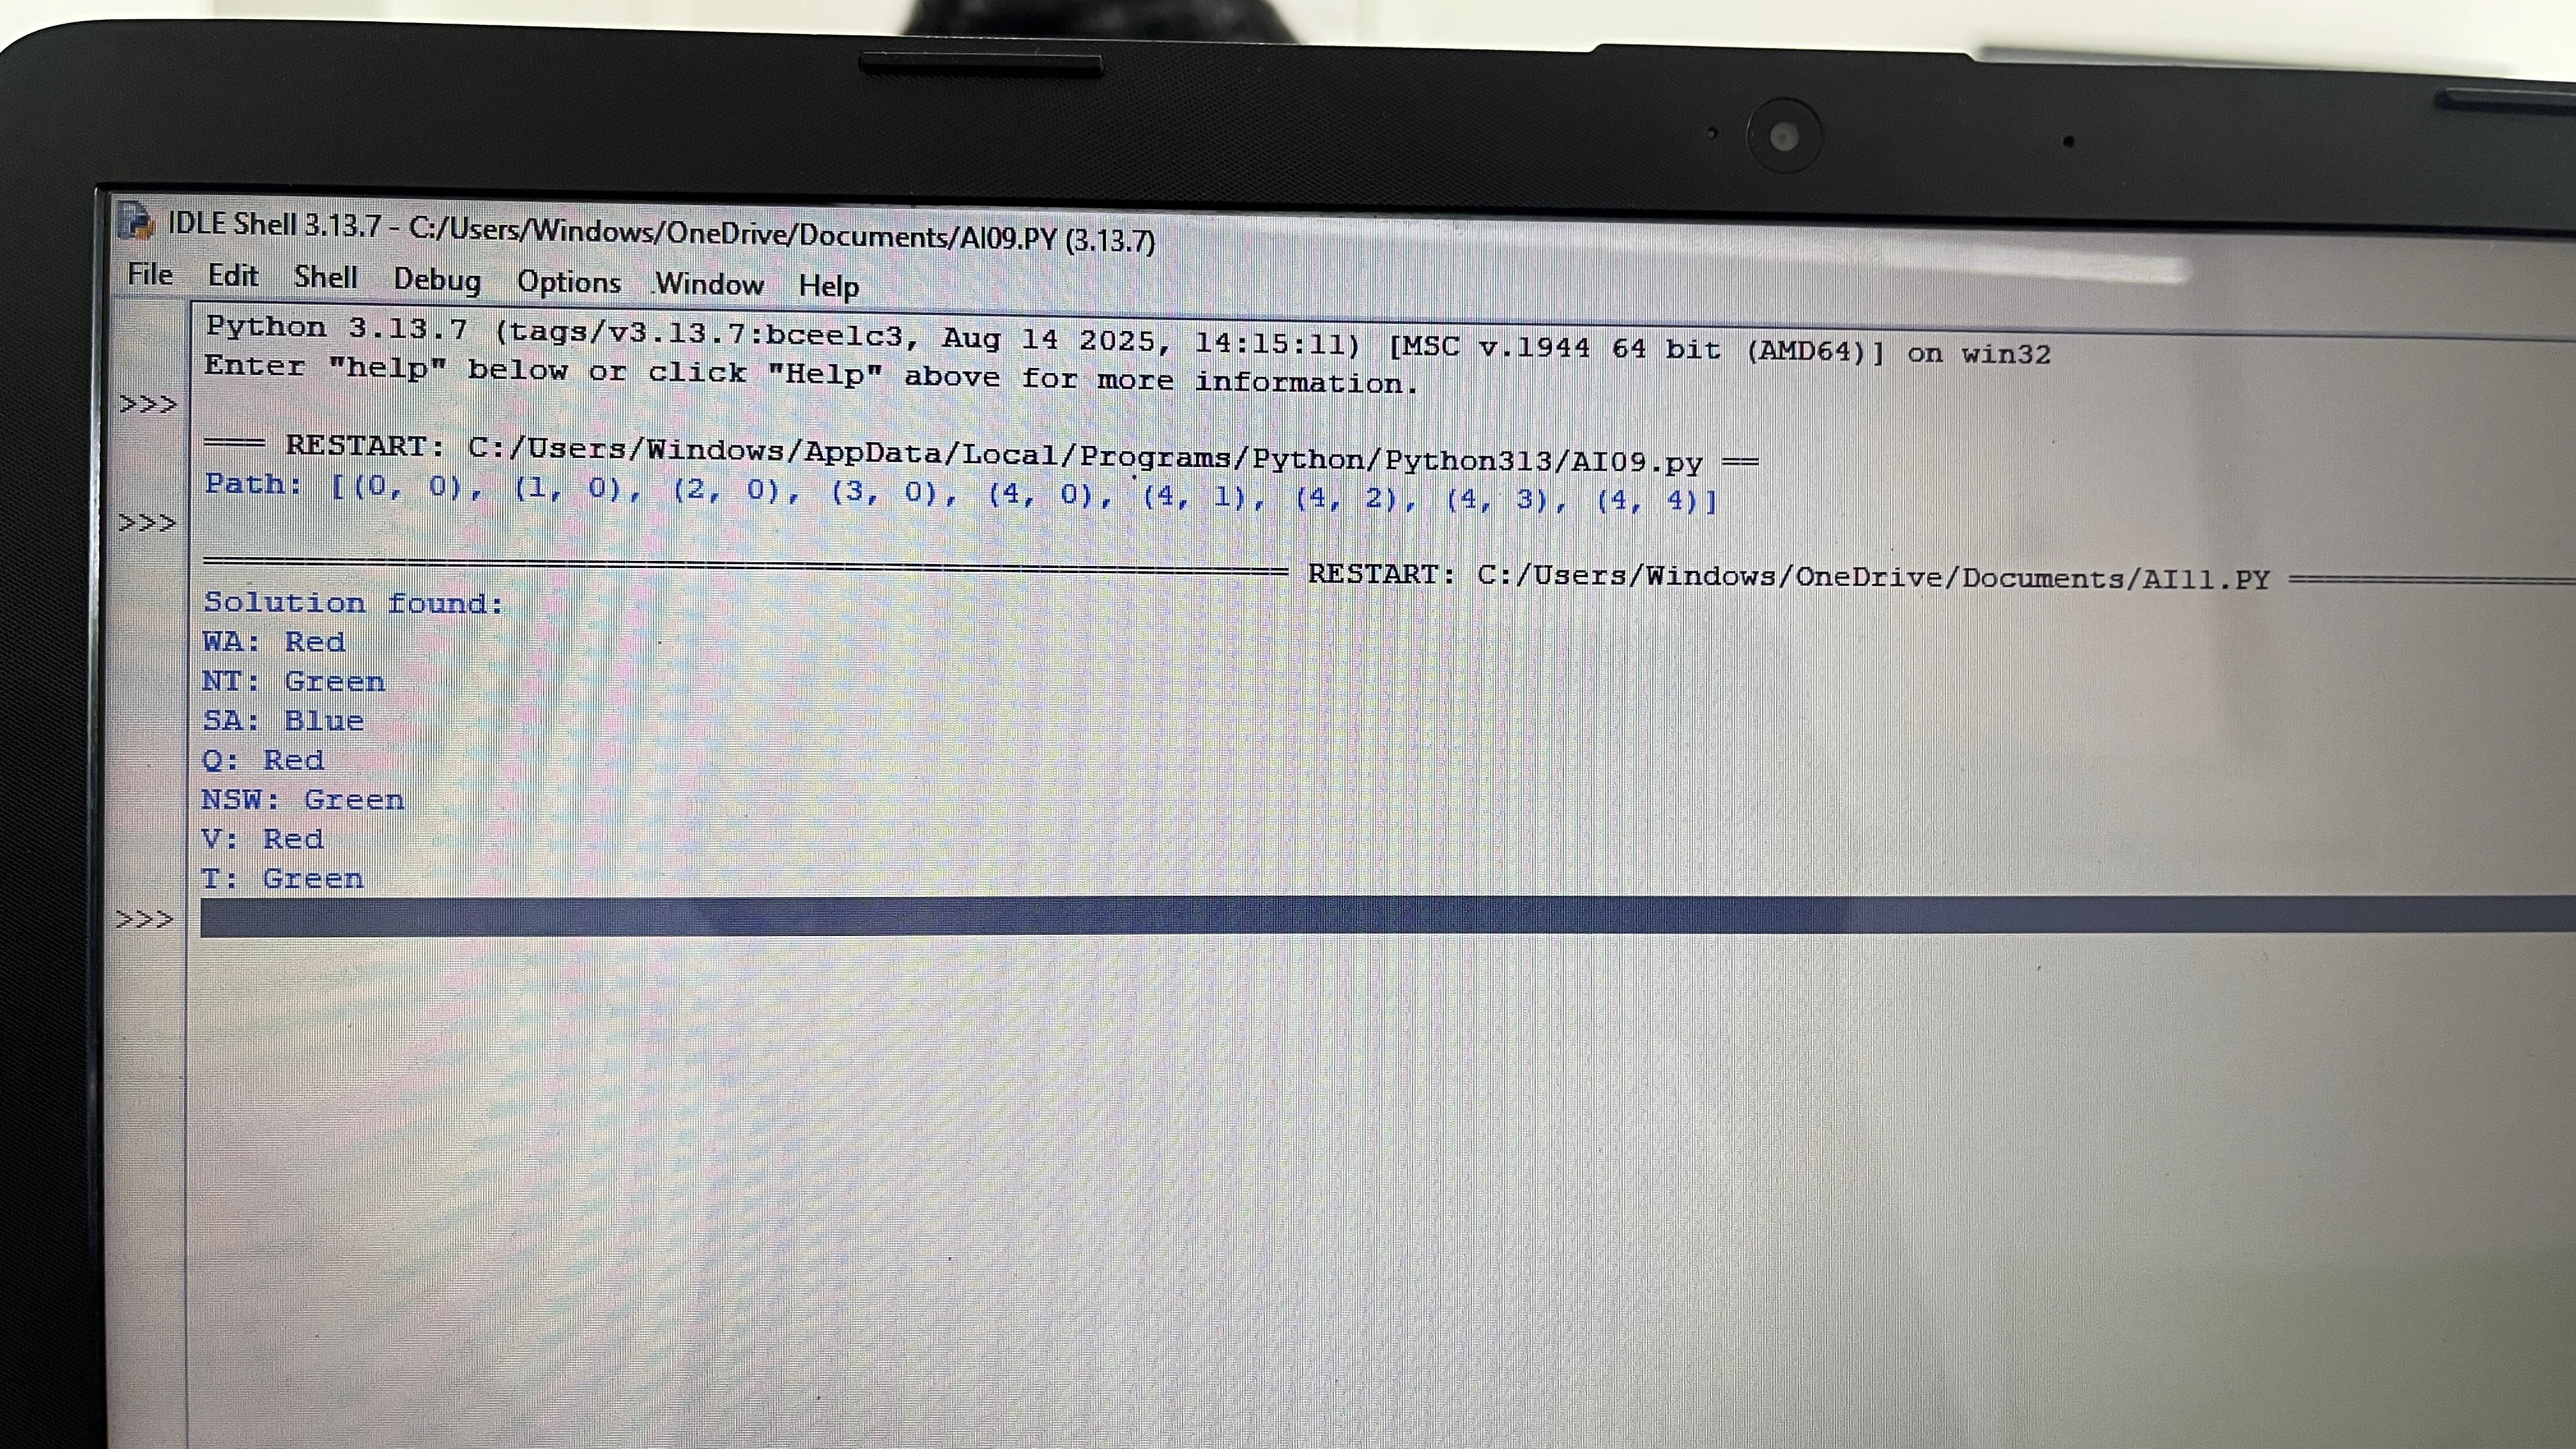 IDLE Shell 3.13.7 - C:/Users/Windows/OneDrive/Documents/AI09.PY (3.13.7)
File Edit Shell Debug Options Window Help
Python 3.13.7 (tags/v3.13.7:bcee1c3, Aug 14 2025, 14:15:11) [MSC v.1944 64 bit (AMD64)] on win32
Enter "help" below or click "Help" above for more information.
>>>
=== RESTART: C:/Users/Windows/AppData/Local/Programs/Python/Python313/AI09.py ==
Path: [(0, 0), (1, 0), (2, 0), (3, 0), (4, 0), (4, 1), (4, 2), (4, 3), (4, 4)]
>>>
===================================================== RESTART: C:/Users/Windows/OneDrive/Documents/AI11.PY ==============
Solution found:
WA: Red
NT: Green
SA: Blue
Q: Red
NSW: Green
V: Red
T: Green
>>>